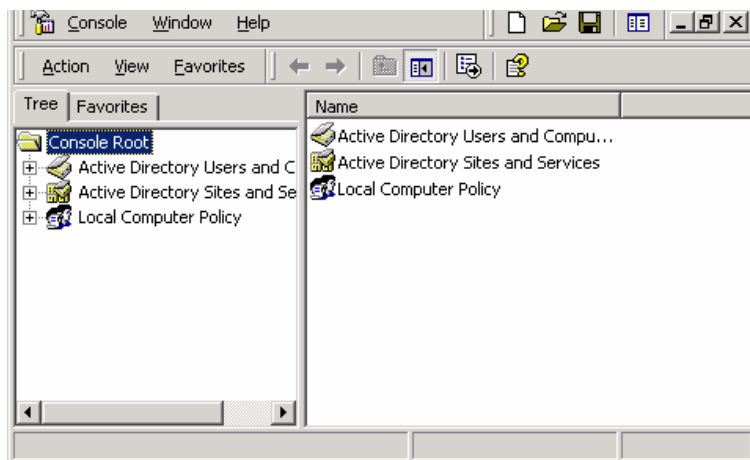 Console Window Help
Action View Favorites
Tree Favorites
Name
Console Root
Active Directory Users and C
Active Directory Sites and Se
Local Computer Policy
Active Directory Users and Compu...
Active Directory Sites and Services
Local Computer Policy